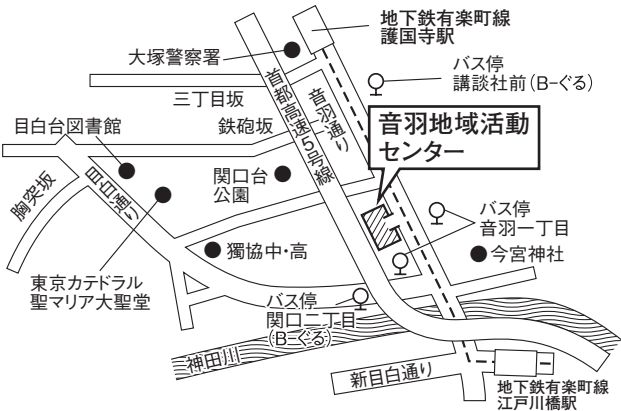 地下鉄有楽町線
護国寺駅
大塚警察署
バス停
講談社前(B-ぐる)
首都高速5号線
音羽通り
三丁目坂
目白台図書館
鉄砲坂
音羽地域活動
センター
胸突坂
目白通り
関口台
公園
バス停
音羽一丁目
獨協中・高
今宮神社
東京カテドラル
聖マリア大聖堂
バス停
関口二丁目
(B-ぐる)
神田川
新目白通り
地下鉄有楽町線
江戸川橋駅